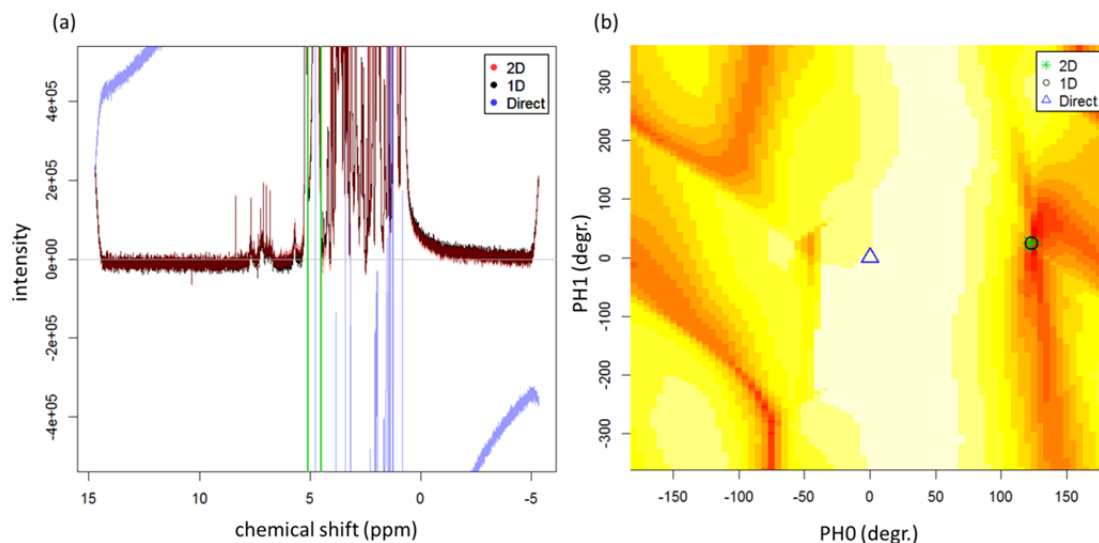 (a)
2D
1D
Direct
4e+05
2e+05
0e+00
-2e+05
-4e+05
intensity
15
10
5
0
-5
chemical shift (ppm)
(b)
2D
1D
Direct
300
200
100
0
-100
-200
-300
PH1 (degr.)
-150
-100
-50
0
50
100
150
PH0 (degr.)